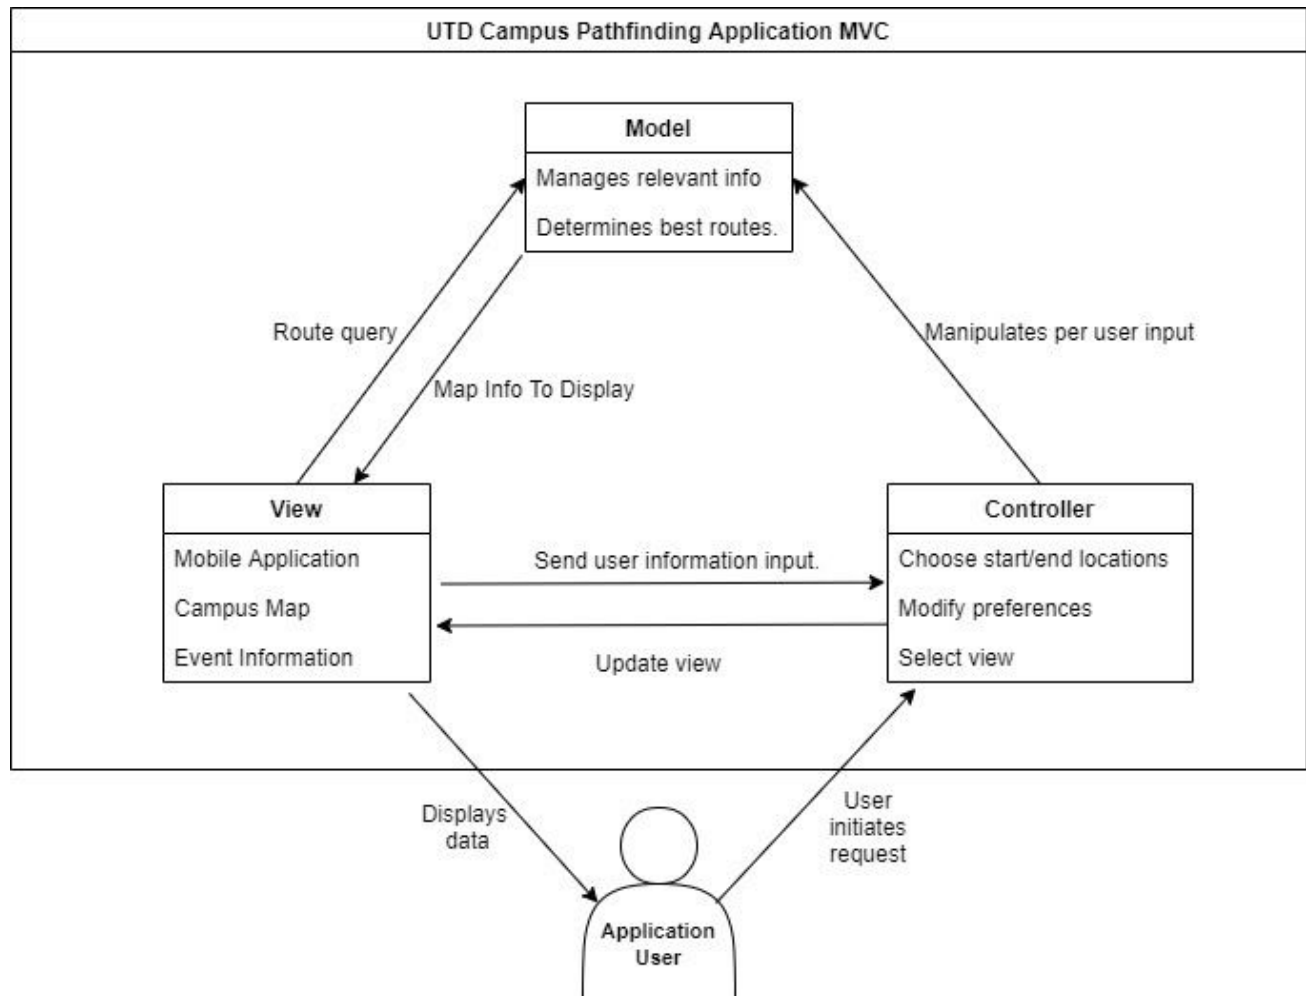 UTD Campus Pathfinding Application MVC
Model
Manages relevant info
Determines best routes.
Route query
Manipulates per user input
Map Info To Display
View
Mobile Application
Campus Map
Event Information
Send user information input.
Update view
Controller
Choose start/end locations
Modify preferences
Select view
Displays
data
User
initiates
request
Application
User